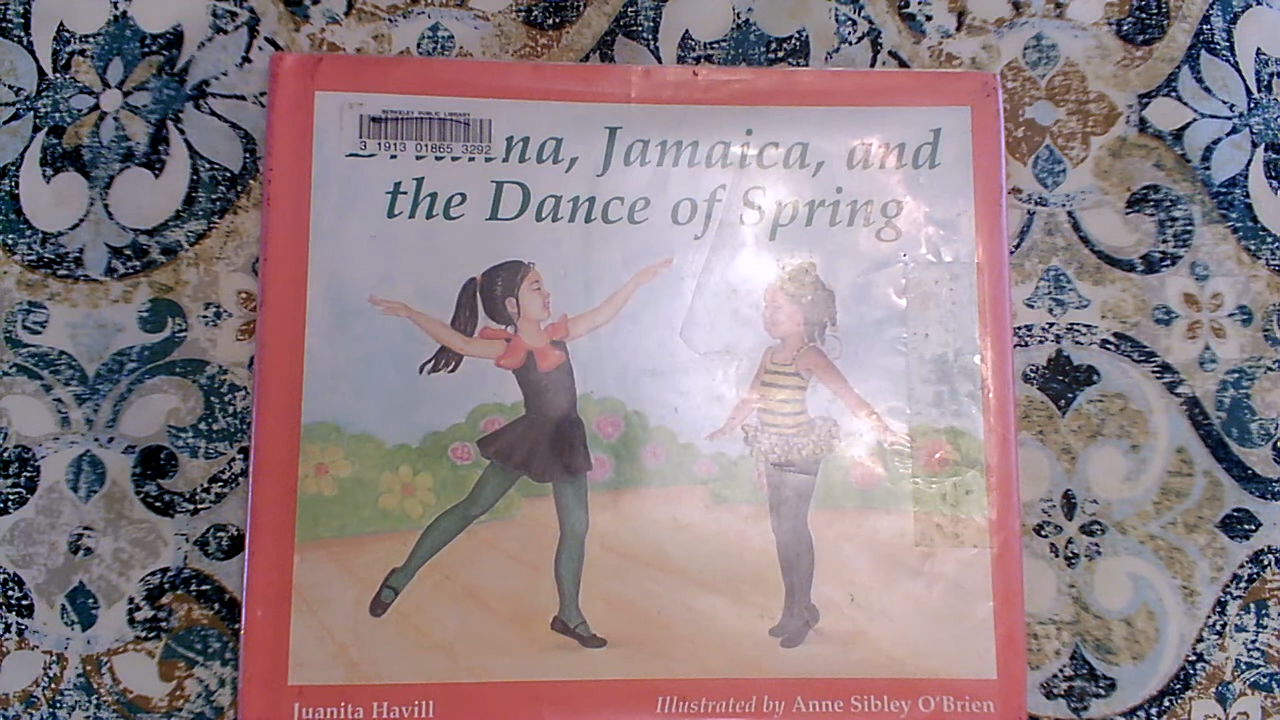 BERKELEY PUBLIC LIBRARY
3 1913 01865 3292
Brianna, Jamaica, and
the Dance of Spring
Juanita Havill
Illustrated by Anne Sibley O'Brien